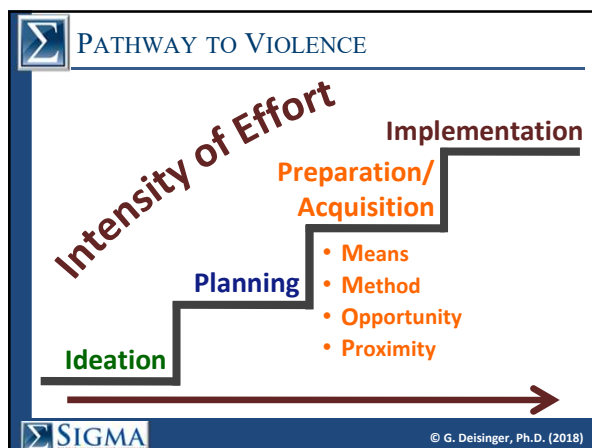 Σ PATHWAY TO VIOLENCE
Intensity of Effort
Implementation
Preparation/
Acquisition
• Means
• Method
• Opportunity
• Proximity
Planning
Ideation
Σ SIGMA
© G. Deisinger, Ph.D. (2018)